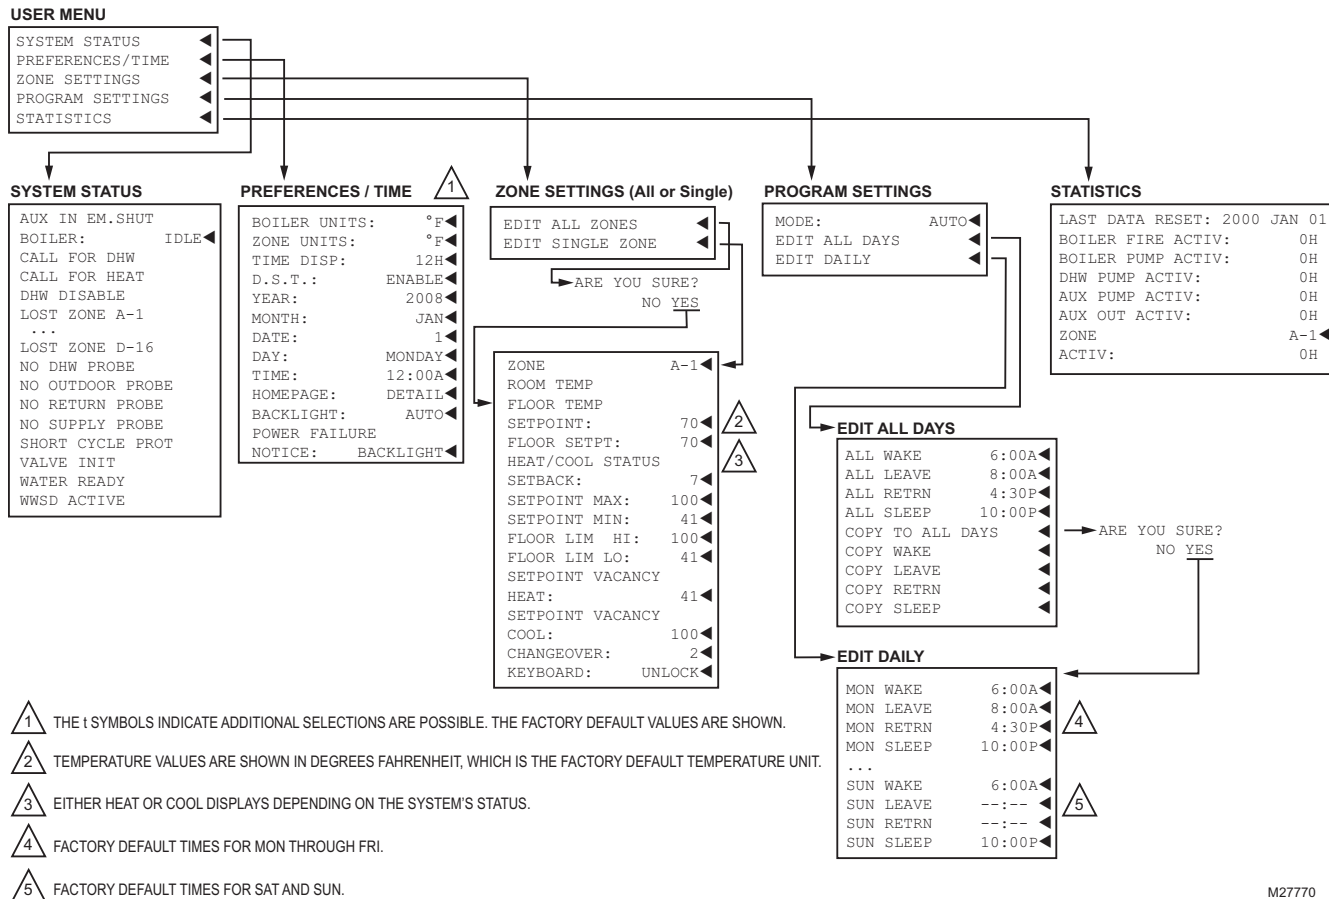 USER MENU
SYSTEM STATUS
PREFERENCES/TIME
ZONE SETTINGS
PROGRAM SETTINGS
STATISTICS
SYSTEM STATUS
AUX IN EM.SHUT
BOILER: IDLE
CALL FOR DHW
CALL FOR HEAT
DHW DISABLE
LOST ZONE A-1
...
LOST ZONE D-16
NO DHW PROBE
NO OUTDOOR PROBE
NO RETURN PROBE
NO SUPPLY PROBE
SHORT CYCLE PROT
VALVE INIT
WATER READY
WWSD ACTIVE
PREFERENCES / TIME
1
BOILER UNITS: °F
ZONE UNITS: °F
TIME DISP: 12H
D.S.T.: ENABLE
YEAR: 2008
MONTH: JAN
DATE: 1
DAY: MONDAY
TIME: 12:00A
HOMEPAGE: DETAIL
BACKLIGHT: AUTO
POWER FAILURE
NOTICE: BACKLIGHT
ZONE SETTINGS (All or Single)
EDIT ALL ZONES
EDIT SINGLE ZONE
ARE YOU SURE?
NO YES
ZONE A-1
ROOM TEMP
FLOOR TEMP
SETPOINT: 70
2
FLOOR SETPT: 70
HEAT/COOL STATUS
3
SETBACK: 7
SETPOINT MAX: 100
SETPOINT MIN: 41
FLOOR LIM HI: 100
FLOOR LIM LO: 41
SETPOINT VACANCY
HEAT: 41
SETPOINT VACANCY
COOL: 100
CHANGEOVER: 2
KEYBOARD: UNLOCK
PROGRAM SETTINGS
MODE: AUTO
EDIT ALL DAYS
EDIT DAILY
EDIT ALL DAYS
ALL WAKE 6:00A
ALL LEAVE 8:00A
ALL RETRN 4:30P
ALL SLEEP 10:00P
COPY TO ALL DAYS
COPY WAKE
COPY LEAVE
COPY RETRN
COPY SLEEP
ARE YOU SURE?
NO YES
EDIT DAILY
MON WAKE 6:00A
MON LEAVE 8:00A
MON RETRN 4:30P
4
MON SLEEP 10:00P
...
SUN WAKE 6:00A
SUN LEAVE --:--
5
SUN RETRN --:--
SUN SLEEP 10:00P
STATISTICS
LAST DATA RESET: 2000 JAN 01
BOILER FIRE ACTIV: 0H
BOILER PUMP ACTIV: 0H
DHW PUMP ACTIV: 0H
AUX PUMP ACTIV: 0H
AUX OUT ACTIV: 0H
ZONE A-1
ACTIV: 0H
1 THE t SYMBOLS INDICATE ADDITIONAL SELECTIONS ARE POSSIBLE. THE FACTORY DEFAULT VALUES ARE SHOWN.
2 TEMPERATURE VALUES ARE SHOWN IN DEGREES FAHRENHEIT, WHICH IS THE FACTORY DEFAULT TEMPERATURE UNIT.
3 EITHER HEAT OR COOL DISPLAYS DEPENDING ON THE SYSTEM'S STATUS.
4 FACTORY DEFAULT TIMES FOR MON THROUGH FRI.
5 FACTORY DEFAULT TIMES FOR SAT AND SUN.
M27770